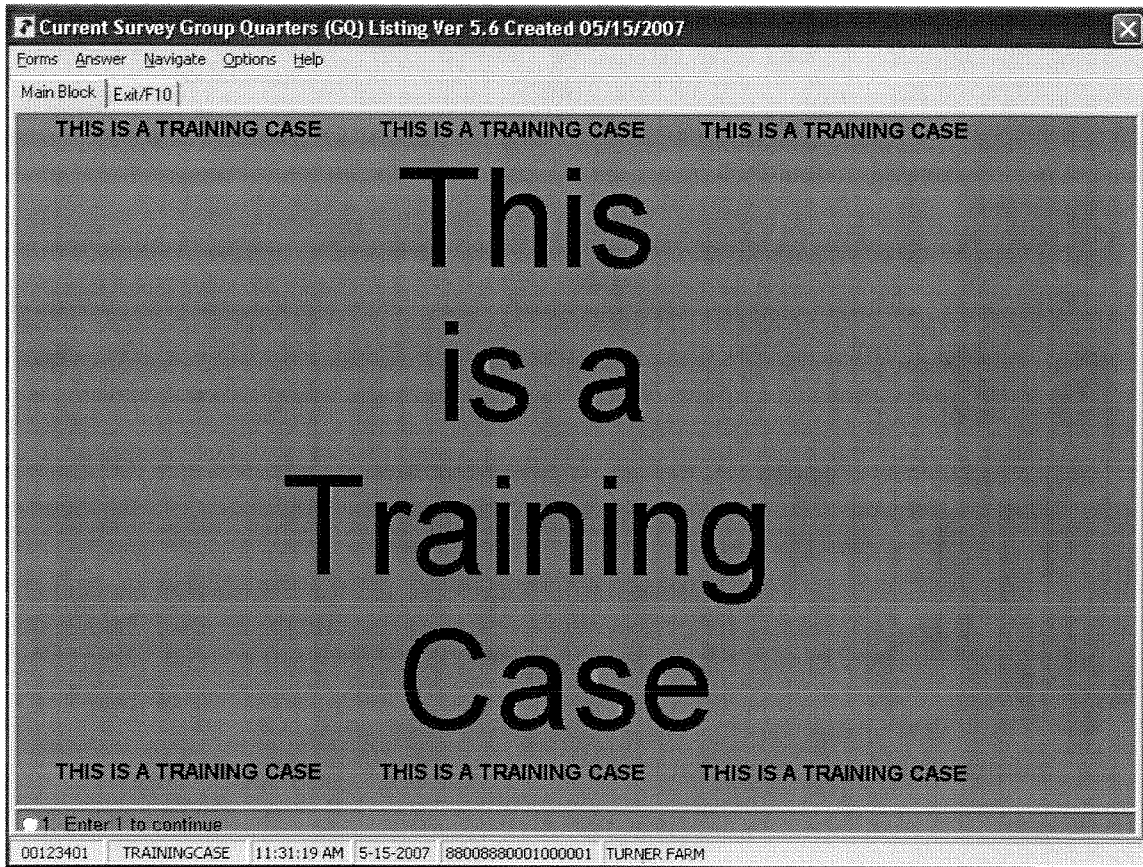 Current Survey Group Quarters (GQ) Listing Ver 5.6 Created 05/15/2007
Forms Answer Navigate Options Help
Main Block Exit/F10
THIS IS A TRAINING CASE THIS IS A TRAINING CASE THIS IS A TRAINING CASE
This
is a
Training
Case
THIS IS A TRAINING CASE THIS IS A TRAINING CASE THIS IS A TRAINING CASE
1. Enter 1 to continue
00123401 TRAININGCASE 11:31:19 AM 5-15-2007 88008880001000001 TURNER FARM